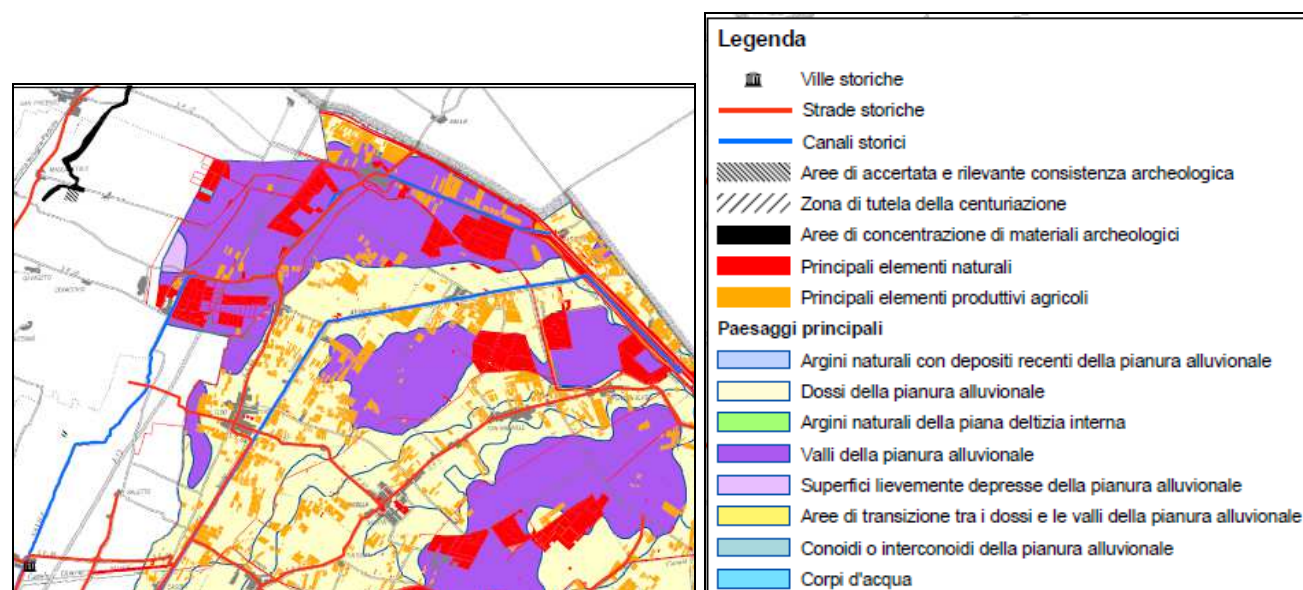 Legenda
Ville storiche
Strade storiche
Canali storici
Aree di accertata e rilevante consistenza archeologica
Zona di tutela della centuriazione
Aree di concentrazione di materiali archeologici
Principali elementi naturali
Principali elementi produttivi agricoli
Paesaggi principali
Argini naturali con depositi recenti della pianura alluvionale
Dossi della pianura alluvionale
Argini naturali della piana deltizia interna
Valli della pianura alluvionale
Superfici lievemente depresse della pianura alluvionale
Aree di transizione tra i dossi e le valli della pianura alluvionale
Conoidi o interconoidi della pianura alluvionale
Corpi d'acqua